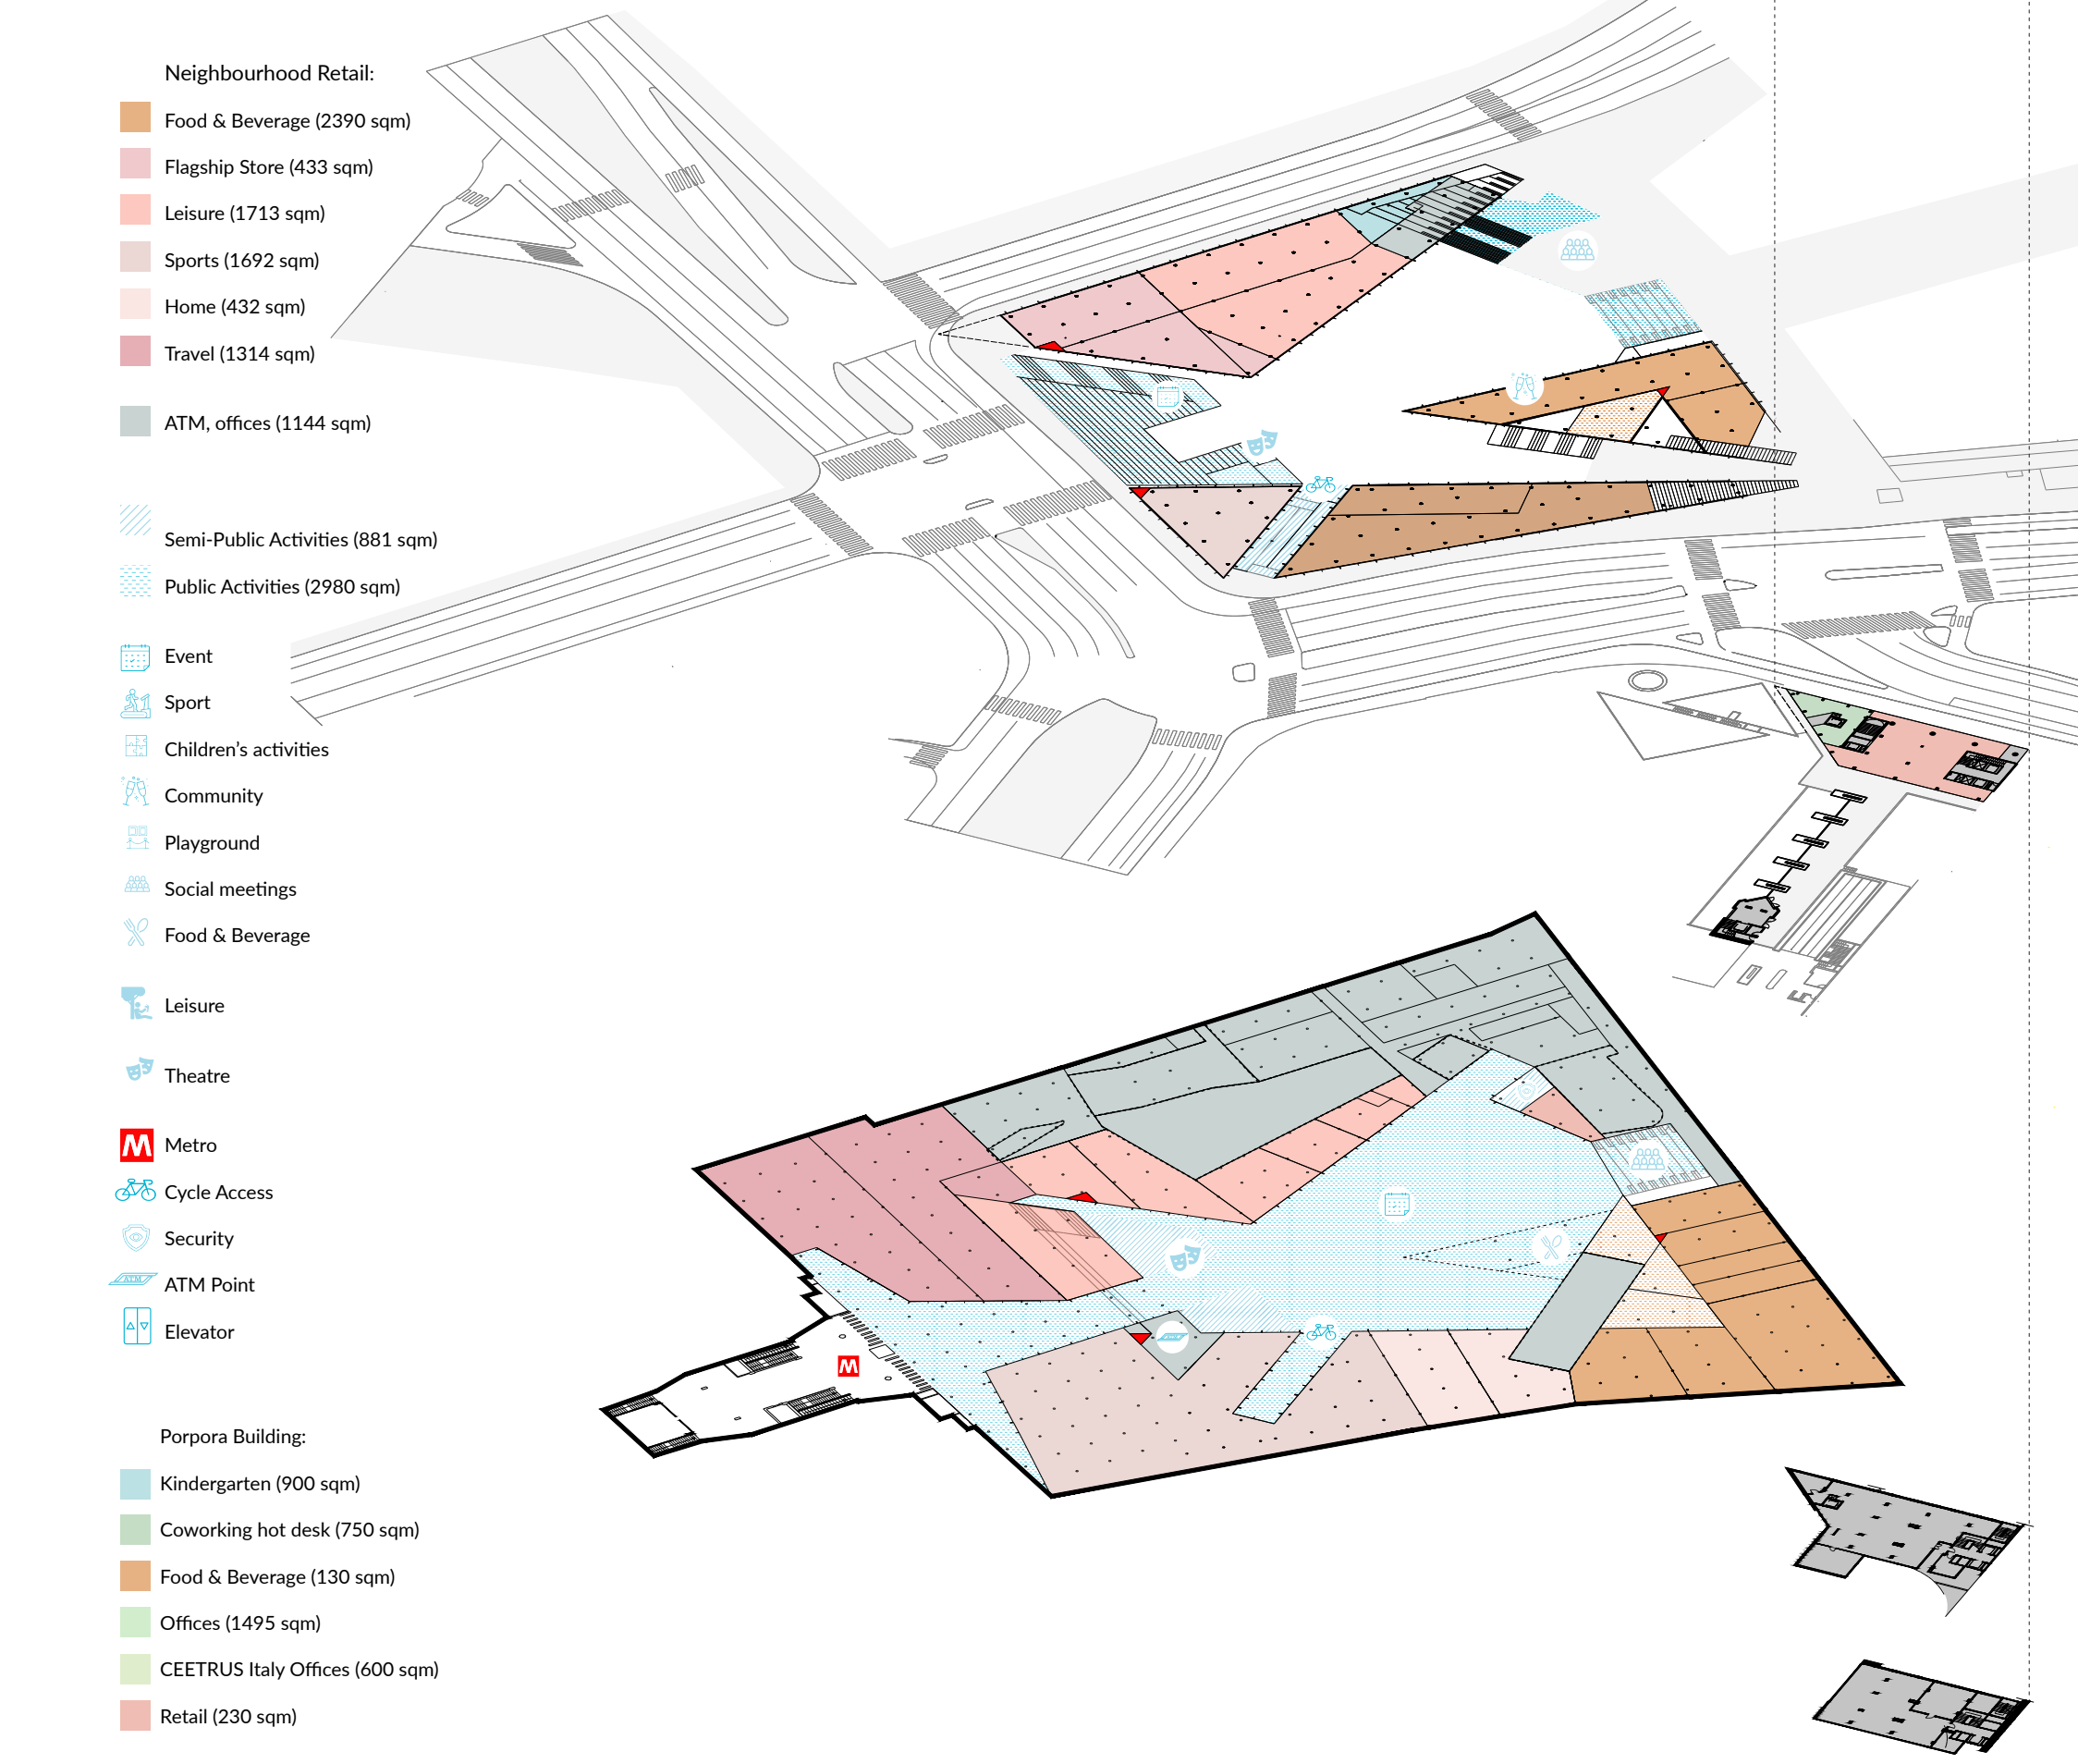 Neighbourhood Retail:
Food & Beverage (2390 sqm)
Flagship Store (433 sqm)
Leisure (1713 sqm)
Sports (1692 sqm)
Home (432 sqm)
Travel (1314 sqm)
ATM, offices (1144 sqm)
Semi-Public Activities (881 sqm)
Public Activities (2980 sqm)
Event
Sport
Children’s activities
Community
Playground
Social meetings
Food & Beverage
Leisure
Theatre
M Metro
Cycle Access
Security
ATM ATM Point
Elevator
Porpora Building:
Kindergarten (900 sqm)
Coworking hot desk (750 sqm)
Food & Beverage (130 sqm)
Offices (1495 sqm)
CEETRUS Italy Offices (600 sqm)
Retail (230 sqm)
ATM
M